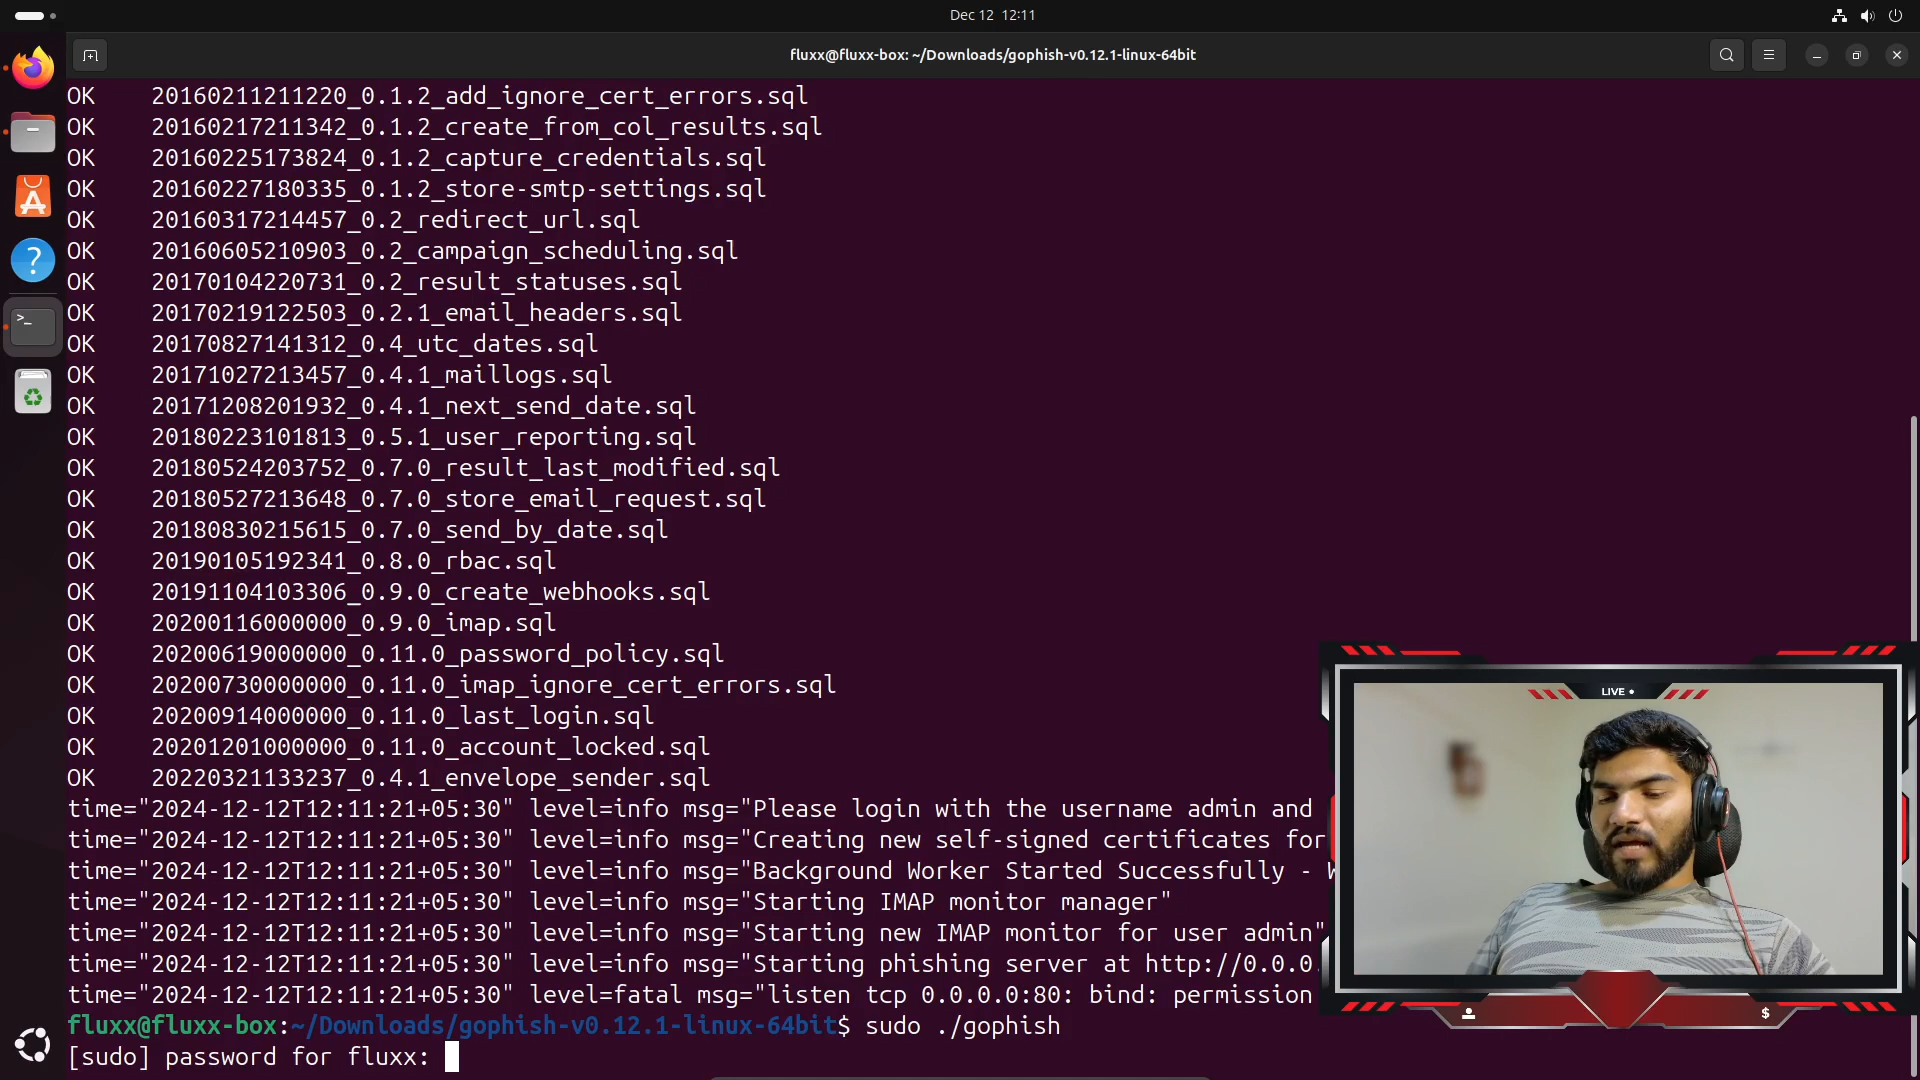 Dec 12 12:11
fluxx@fluxx-box: ~/Downloads/gophish-v0.12.1-linux-64bit
OK 20160211211220_0.1.2_add_ignore_cert_errors.sql
OK 20160217211342_0.1.2_create_from_col_results.sql
OK 20160225173824_0.1.2_capture_credentials.sql
OK 20160227180335_0.1.2_store-smtp-settings.sql
OK 20160317214457_0.2_redirect_url.sql
OK 20160605210903_0.2_campaign_scheduling.sql
OK 20170104220731_0.2_result_statuses.sql
OK 20170219122503_0.2.1_email_headers.sql
OK 20170827141312_0.4_utc_dates.sql
OK 20171027213457_0.4.1_maillogs.sql
OK 20171208201932_0.4.1_next_send_date.sql
OK 20180223101813_0.5.1_user_reporting.sql
OK 20180524203752_0.7.0_result_last_modified.sql
OK 20180527213648_0.7.0_store_email_request.sql
OK 20180830215615_0.7.0_send_by_date.sql
OK 20190105192341_0.8.0_rbac.sql
OK 20191104103306_0.9.0_create_webhooks.sql
OK 20200116000000_0.9.0_imap.sql
OK 20200619000000_0.11.0_password_policy.sql
OK 20200730000000_0.11.0_imap_ignore_cert_errors.sql
OK 20200914000000_0.11.0_last_login.sql
OK 20201201000000_0.11.0_account_locked.sql
OK 20220321133237_0.4.1_envelope_sender.sql
time="2024-12-12T12:11:21+05:30" level=info msg="Please login with the username admin and
time="2024-12-12T12:11:21+05:30" level=info msg="Creating new self-signed certificates for
time="2024-12-12T12:11:21+05:30" level=info msg="Background Worker Started Successfully -
time="2024-12-12T12:11:21+05:30" level=info msg="Starting IMAP monitor manager"
time="2024-12-12T12:11:21+05:30" level=info msg="Starting new IMAP monitor for user admin"
time="2024-12-12T12:11:21+05:30" level=info msg="Starting phishing server at http://0.0.0.
time="2024-12-12T12:11:21+05:30" level=fatal msg="listen tcp 0.0.0.0:80: bind: permission
fluxx@fluxx-box:~/Downloads/gophish-v0.12.1-linux-64bit$ sudo ./gophish
[sudo] password for fluxx:
LIVE
$